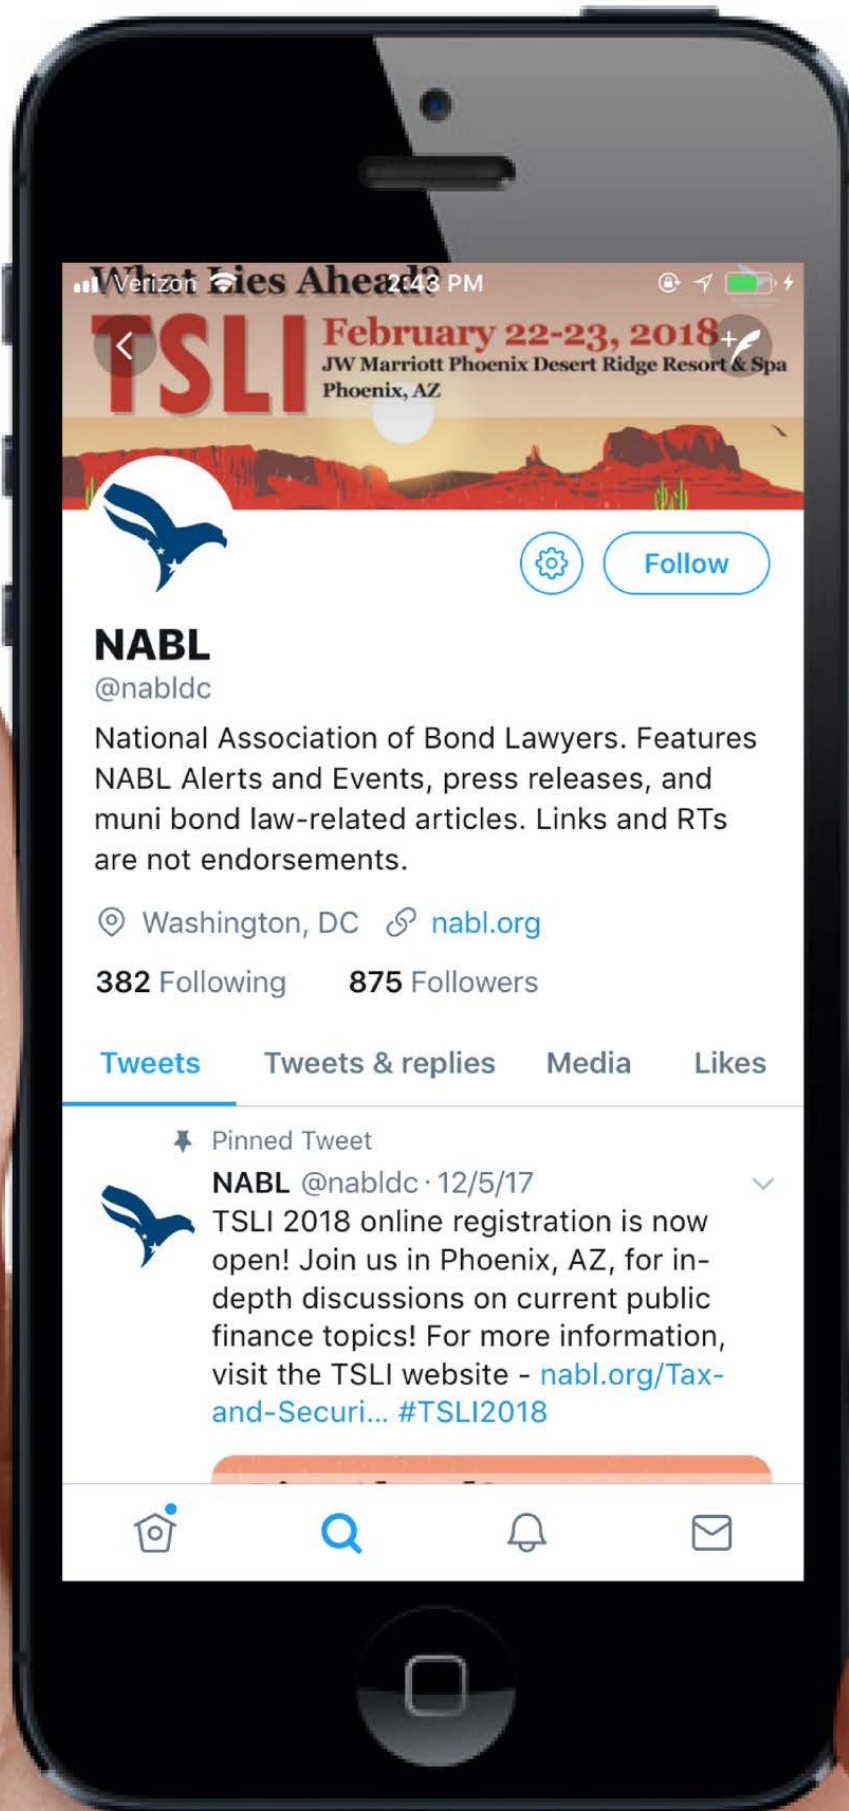 What Lies Ahead?
Verizon 2:43 PM
TSLI
February 22-23, 2018
JW Marriott Phoenix Desert Ridge Resort & Spa
Phoenix, AZ
Follow
NABL
@nabldc
National Association of Bond Lawyers. Features
NABL Alerts and Events, press releases, and
muni bond law-related articles. Links and RTs
are not endorsements.
Washington, DC nabl.org
382 Following 875 Followers
Tweets Tweets & replies Media Likes
Pinned Tweet
NABL @nabldc · 12/5/17
TSLI 2018 online registration is now
open! Join us in Phoenix, AZ, for in-
depth discussions on current public
finance topics! For more information,
visit the TSLI website - nabl.org/Tax-
and-Securi... #TSLI2018